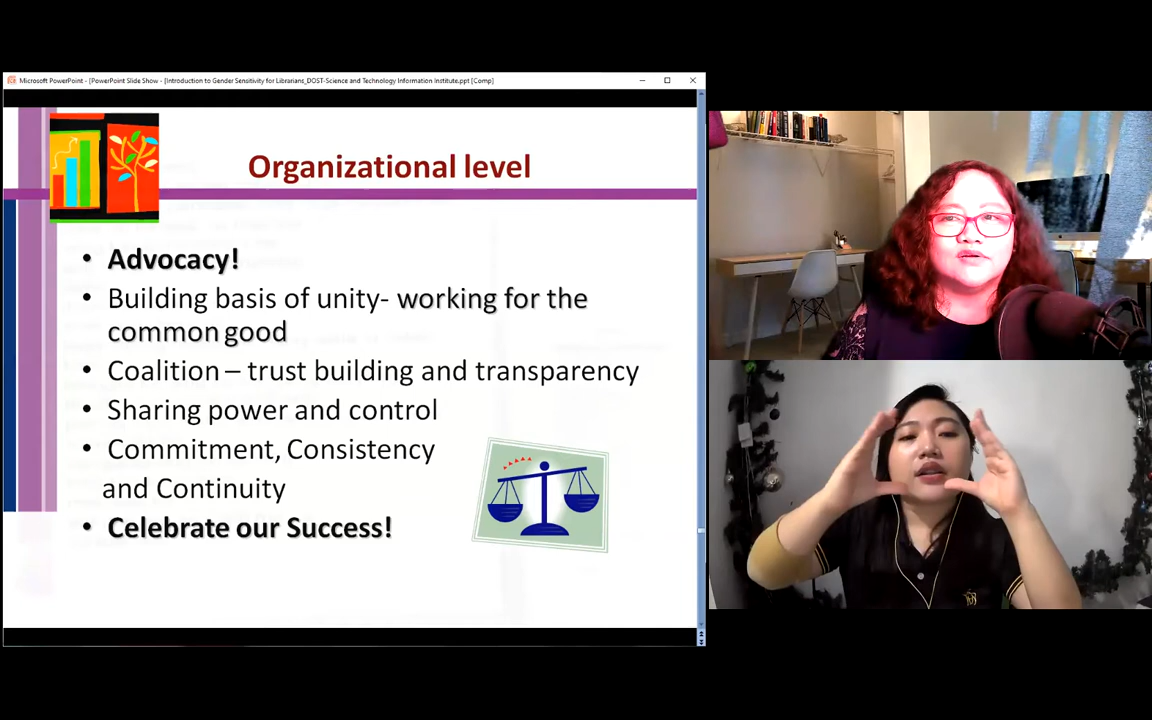 Microsoft PowerPoint - [PowerPoint Slide Show - [Introduction to Gender Sensitivity for Librarians_DOST-Science and Technology Information Institute.ppt [Comp]
Organizational level
• Advocacy!
• Building basis of unity- working for the
common good
• Coalition – trust building and transparency
• Sharing power and control
• Commitment, Consistency
and Continuity
• Celebrate our Success!